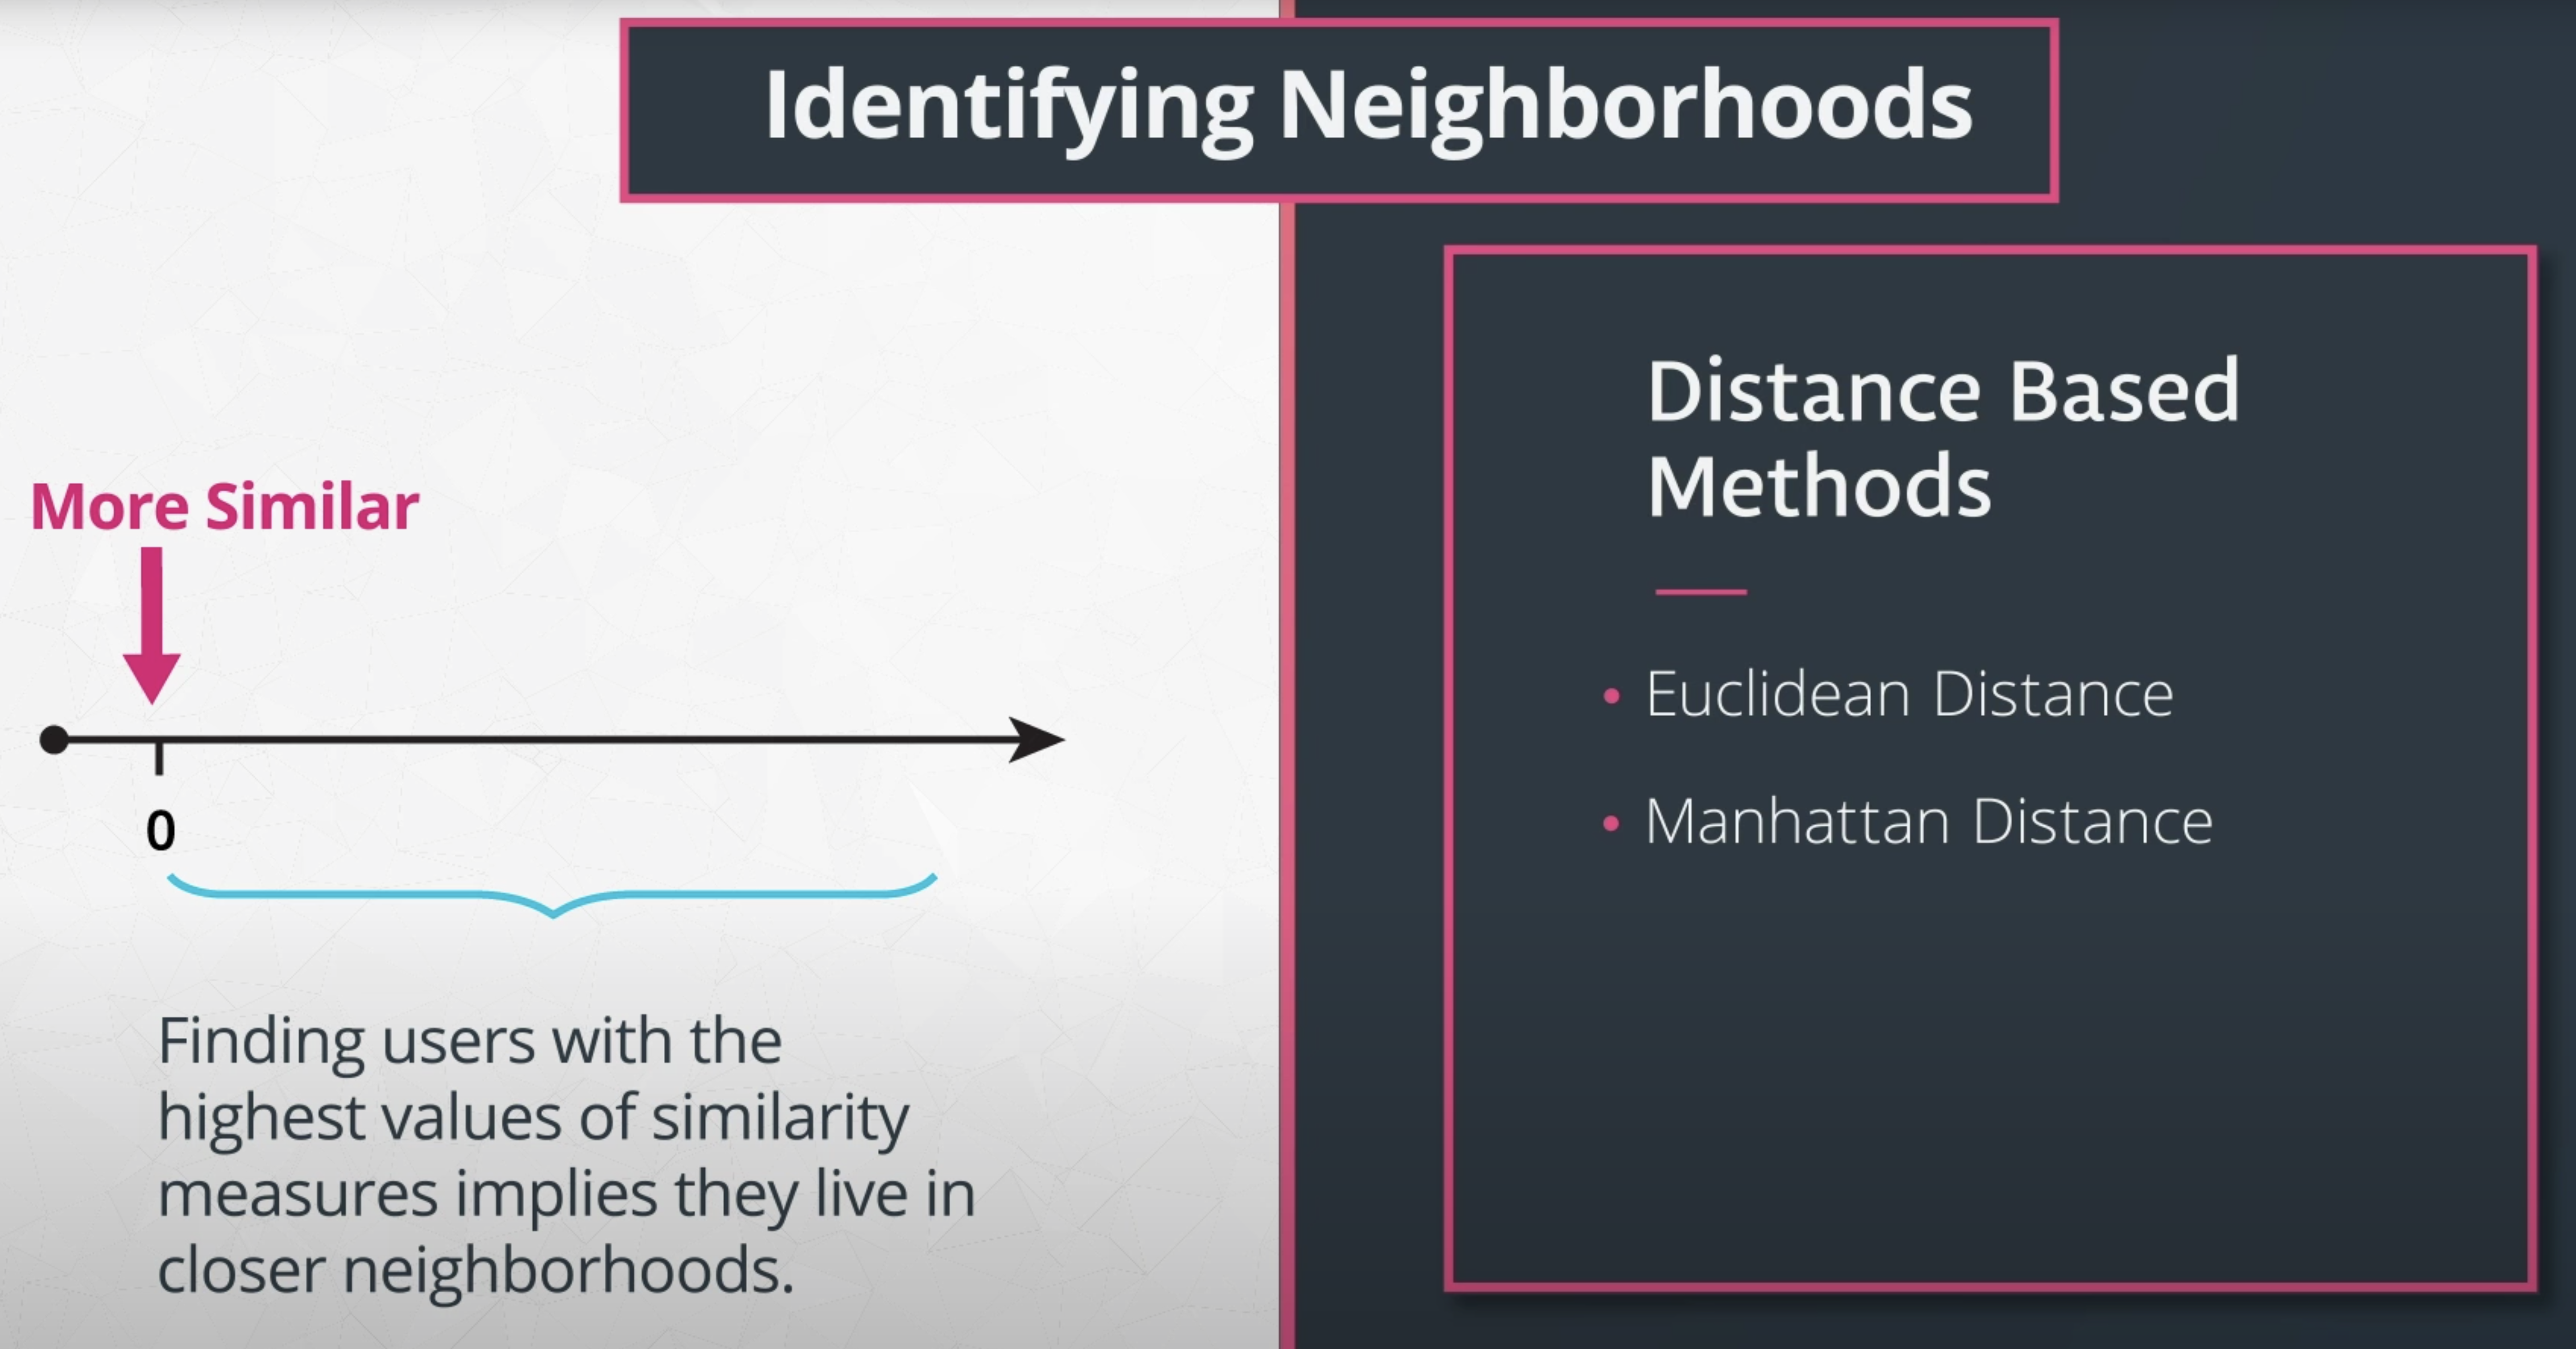 Identifying Neighborhoods
More Similar
0
Finding users with the
highest values of similarity
measures implies they live in
closer neighborhoods.
Distance Based
Methods
• Euclidean Distance
• Manhattan Distance